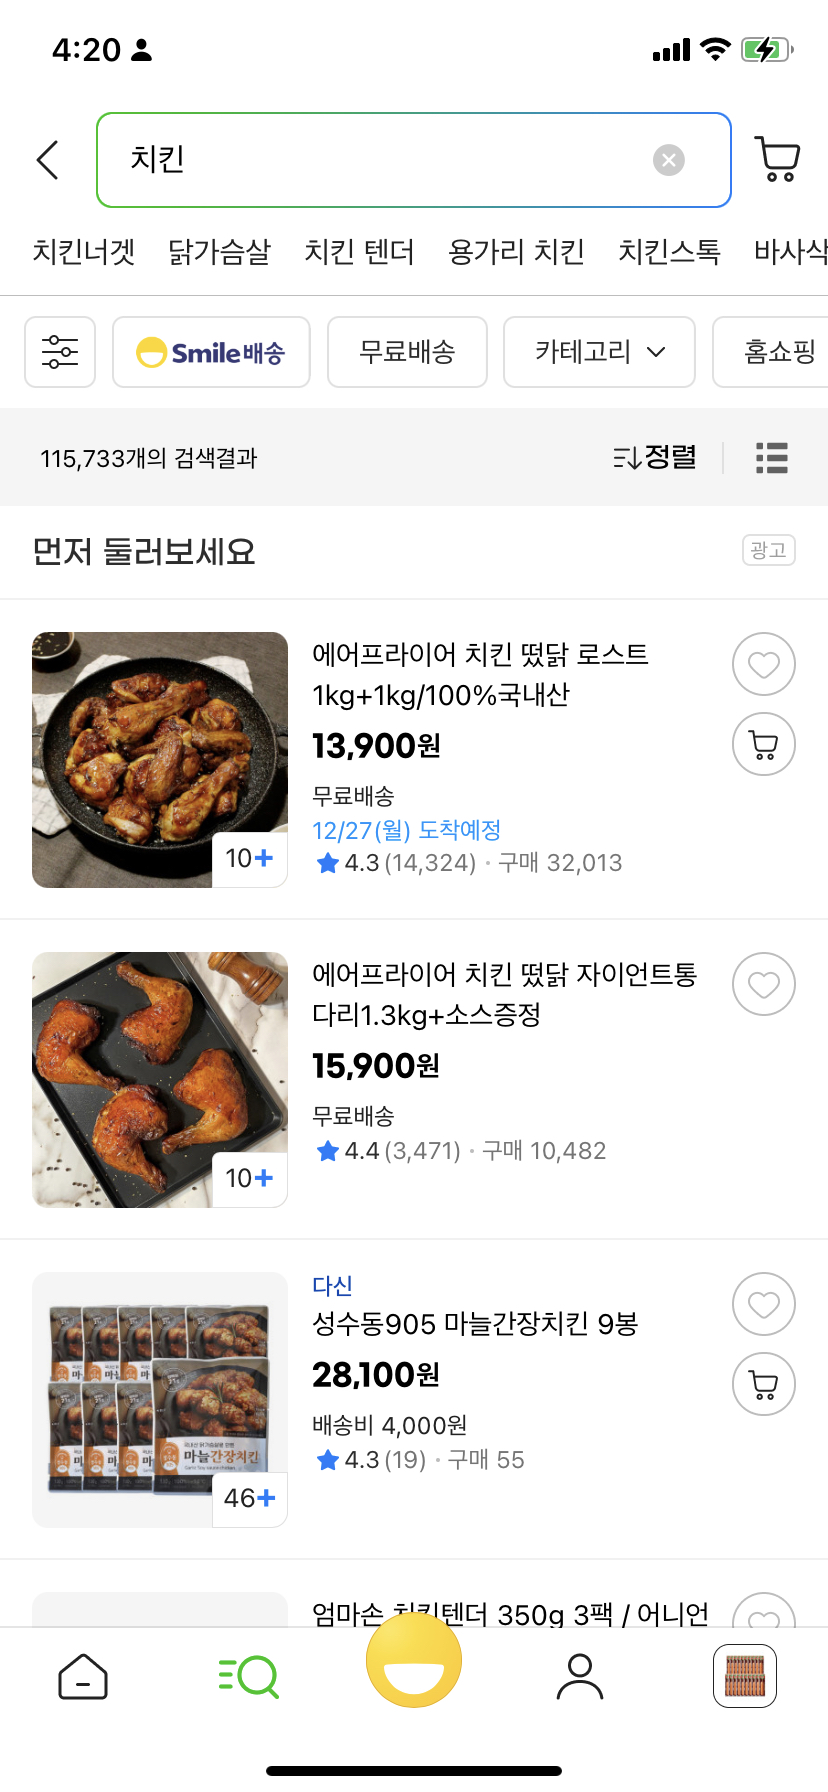 4:20
치킨
치킨너겟 닭가슴살 치킨 텐더 용가리 치킨 치킨스톡 바사삭
Smile배송 무료배송 카테고리 홈쇼핑
115,733개의 검색결과 정렬
먼저 둘러보세요 광고
에어프라이어 치킨 떴닭 로스트
1kg+1kg/100%국내산
13,900원
무료배송
12/27(월) 도착예정
4.3(14,324) · 구매 32,013
10+
에어프라이어 치킨 떴닭 자이언트통
다리1.3kg+소스증정
15,900원
무료배송
4.4(3,471) · 구매 10,482
10+
다신
성수동905 마늘간장치킨 9봉
28,100원
배송비 4,000원
4.3(19) · 구매 55
마늘간장치킨
46+
엄마손 치킨텐더 350g 3팩 / 어니언